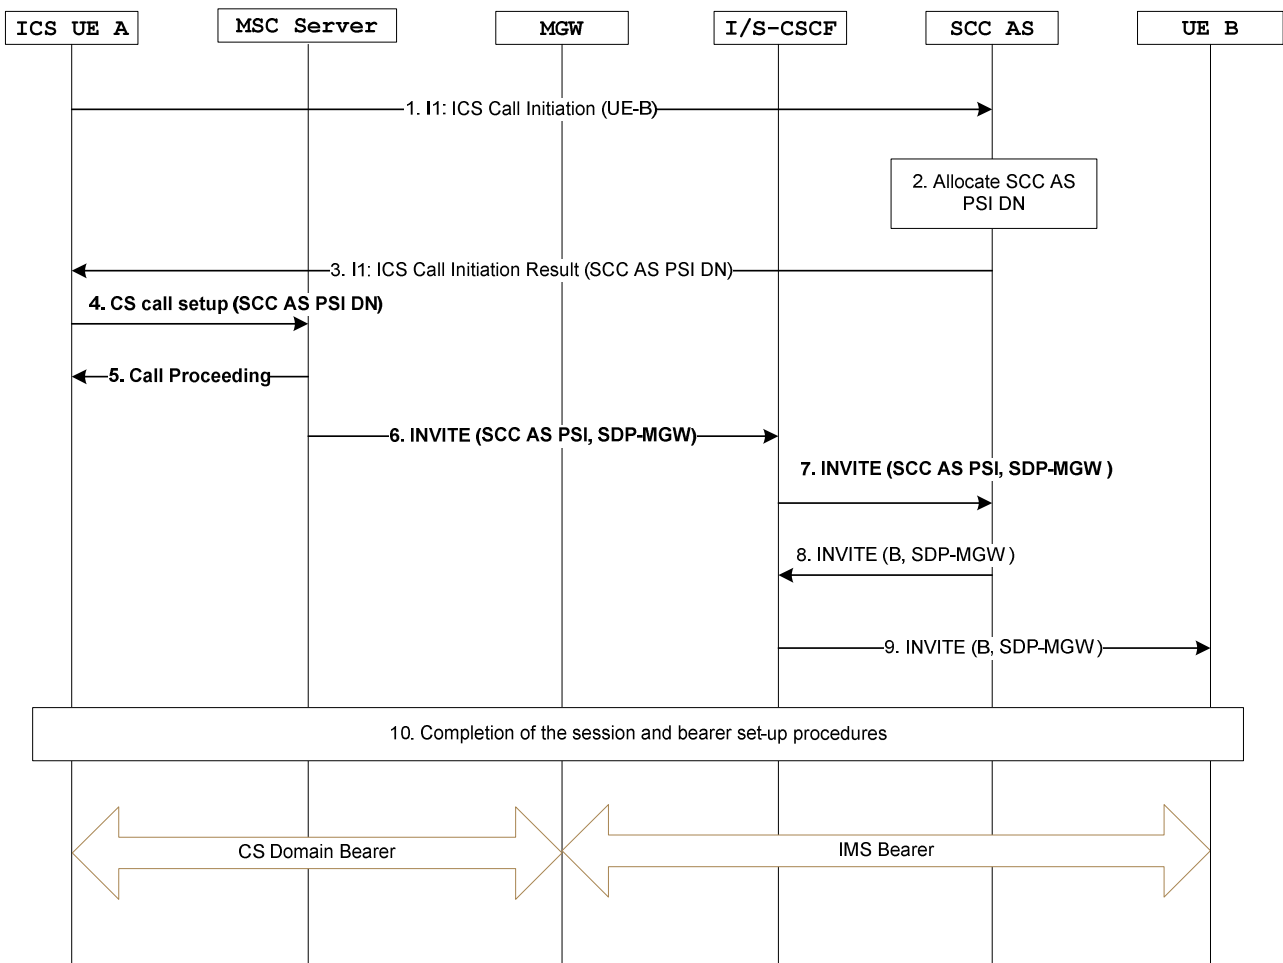 ICS UE A
MSC Server
MGW
I/S-CSCF
SCC AS
UE B
1. I1: ICS Call Initiation (UE-B)
2. Allocate SCC AS
PSI DN
3. I1: ICS Call Initiation Result (SCC AS PSI DN)
4. CS call setup (SCC AS PSI DN)
5. Call Proceeding
6. INVITE (SCC AS PSI, SDP-MGW)
7. INVITE (SCC AS PSI, SDP-MGW )
8. INVITE (B, SDP-MGW )
9. INVITE (B, SDP-MGW )
10. Completion of the session and bearer set-up procedures
CS Domain Bearer
IMS Bearer